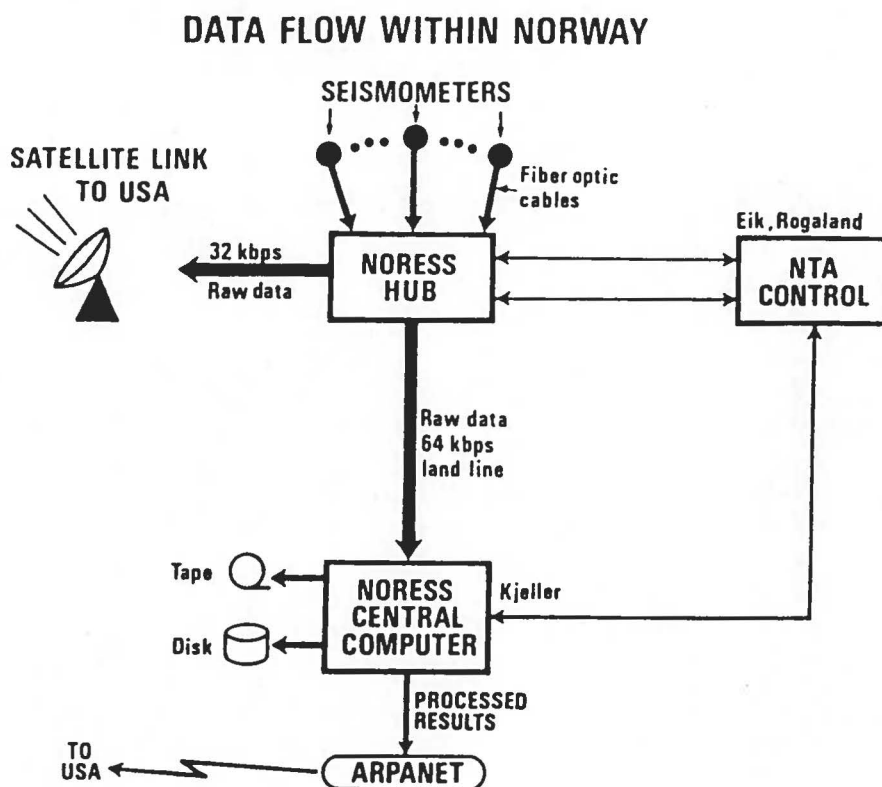 DATA FLOW WITHIN NORWAY
SEISMOMETERS
SATELLITE LINK
TO USA
Fiber optic
cables
Eik, Rogaland
32 kbps
Raw data
NORESS
HUB
NTA
CONTROL
Raw data
64 kbps
land line
Tape
Disk
NORESS
CENTRAL
COMPUTER
Kjeller
PROCESSED
RESULTS
TO
USA
ARPANET